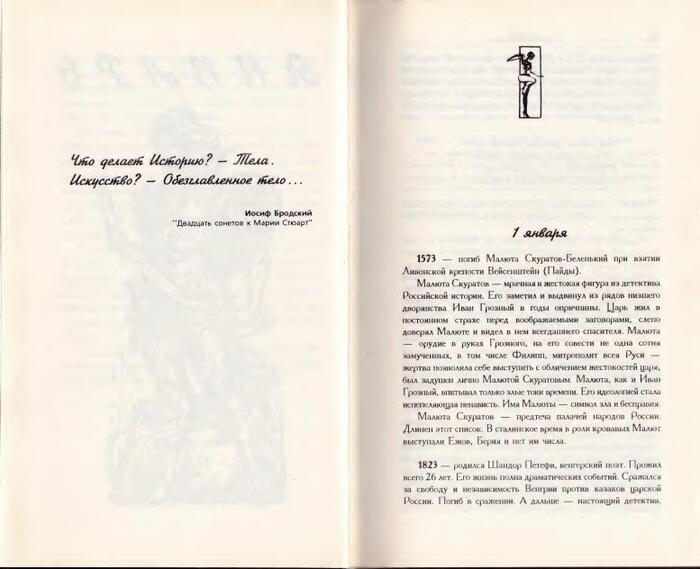 Что делает Историю? — Тела.
Искусство? — Обезглавленное тело...
Иосиф Бродский
"Двадцать сонетов к Марии Стюарт"
1 января
1573 — погиб Малюта Скуратов-Беленький при взятии
Ливонской крепости Вейсенштейн (Пайды).
Малюта Скуратов — мрачная и жестокая фигура из детектива
Российской истории. Его заметил и выдвинул из рядов низшего
дворянства Иван Грозный в годы опричнины. Царь жил в
постоянном страхе перед воображаемыми заговорами, слепо
доверял Малюте и видел в нем всегдашнего спасителя. Малюта
— орудие в руках Грозного, на его совести не одна сотня
замученных, в том числе Филипп, митрополит всея Руси —
жертва позволила себе выступить с обличением жестокостей царя,
был задушен лично Малютой Скуратовым. Малюта, как и Иван
Грозный, впитывал только злые токи времени. Его идеологией стала
испепеляющая ненависть. Имя Малюты — символ зла и бесправия.
Малюта Скуратов — предтеча палачей народов России.
Длинен этот список. В сталинское время в роли кровавых Малют
выступали Ежов, Берия и нет им числа.
1823 — родился Шандор Петефи, венгерский поэт. Прожил
всего 26 лет. Его жизнь полна драматических событий. Сражался
за свободу и независимость Венгрии против казаков царской
России. Погиб в сражении. А дальше — настоящий детектив.